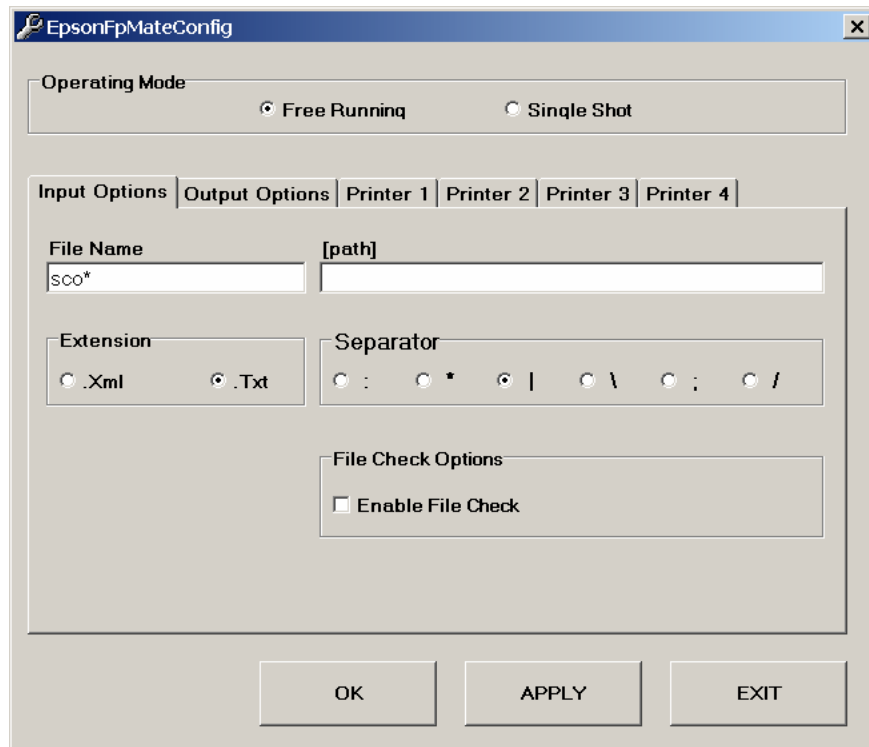 EpsonFpMateConfig
Operating Mode
Free Running Single Shot
Input Options Output Options Printer 1 Printer 2 Printer 3 Printer 4
File Name [path]
sco*
Extension Separator
.Xml .Txt : * | \ ; /
File Check Options
Enable File Check
OK APPLY EXIT